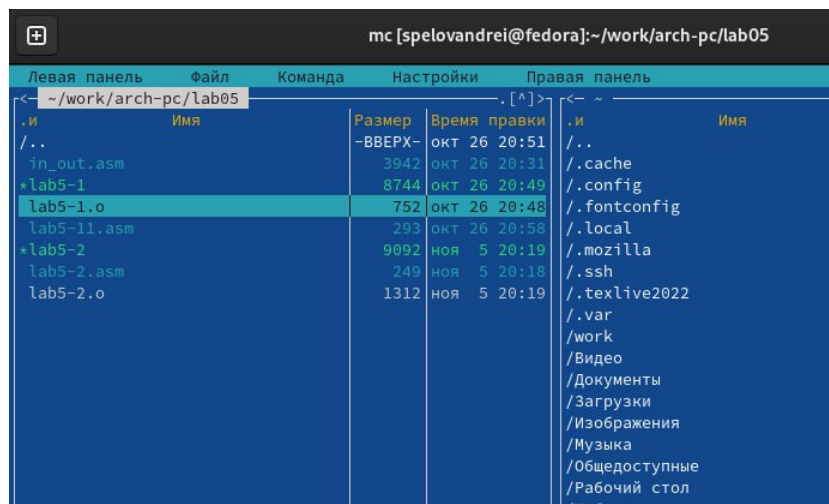 mc [spelovandrei@fedora]:~/work/arch-pc/lab05
Левая панель Файл Команда Настройки Правая панель
<— ~/work/arch-pc/lab05 .[^]>
.и Имя Размер Время правки
/.. -ВВЕРХ- окт 26 20:51
in_out.asm 3942 окт 26 20:31
*lab5-1 8744 окт 26 20:49
lab5-1.o 752 окт 26 20:48
lab5-11.asm 293 окт 26 20:58
*lab5-2 9092 ноя 5 20:19
lab5-2.asm 249 ноя 5 20:18
lab5-2.o 1312 ноя 5 20:19
<— ~
.и Имя
/..
/.cache
/.config
/.fontconfig
/.local
/.mozilla
/.ssh
/.texlive2022
/.var
/work
/Видео
/Документы
/Загрузки
/Изображения
/Музыка
/Общедоступные
/Рабочий стол